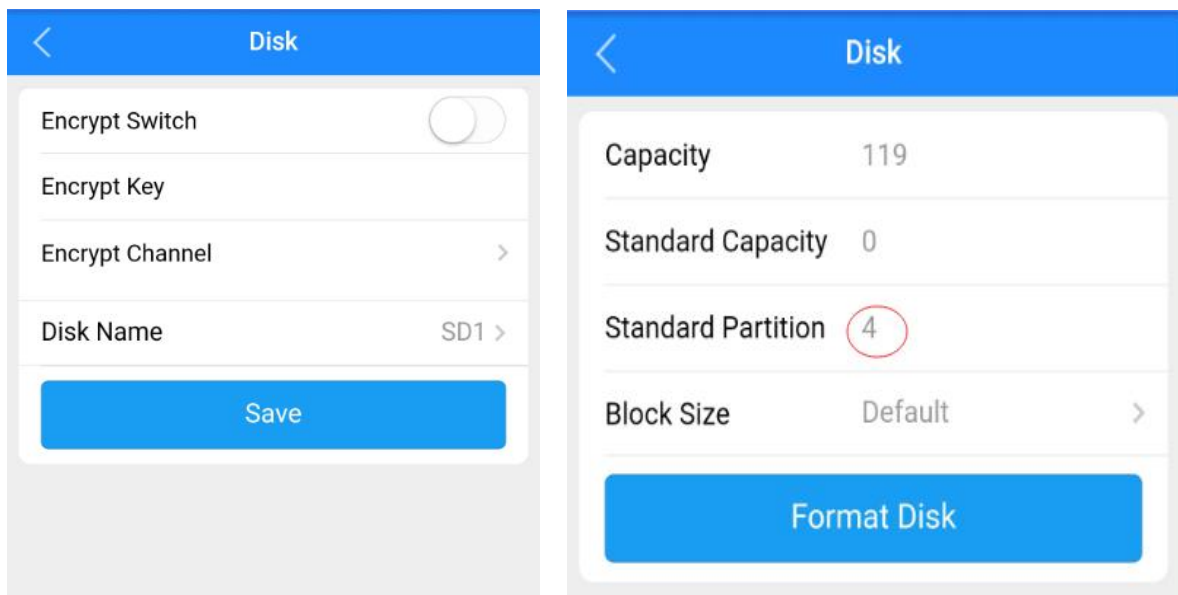 Disk
Encrypt Switch
Encrypt Key
Encrypt Channel
Disk Name SD1
Save
Disk
Capacity 119
Standard Capacity 0
Standard Partition 4
Block Size Default
Format Disk